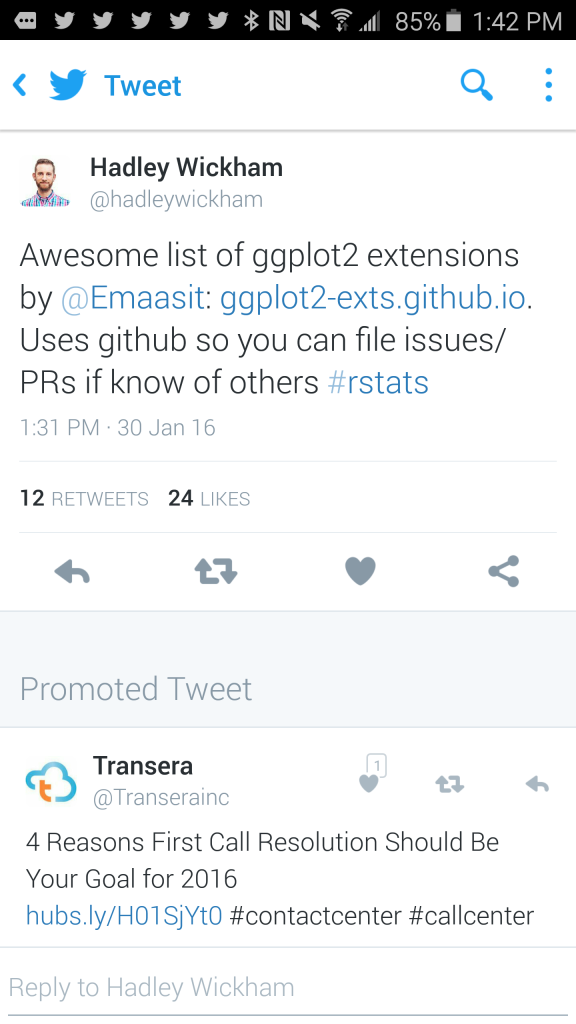 85% 1:42 PM
Tweet
Hadley Wickham
@hadleywickham
Awesome list of ggplot2 extensions
by @Emaasit: ggplot2-exts.github.io.
Uses github so you can file issues/
PRs if know of others #rstats
1:31 PM · 30 Jan 16
12 RETWEETS 24 LIKES
Promoted Tweet
Transera
1
@Transerainc
4 Reasons First Call Resolution Should Be
Your Goal for 2016
hubs.ly/H01SjYt0 #contactcenter #callcenter
Reply to Hadley Wickham